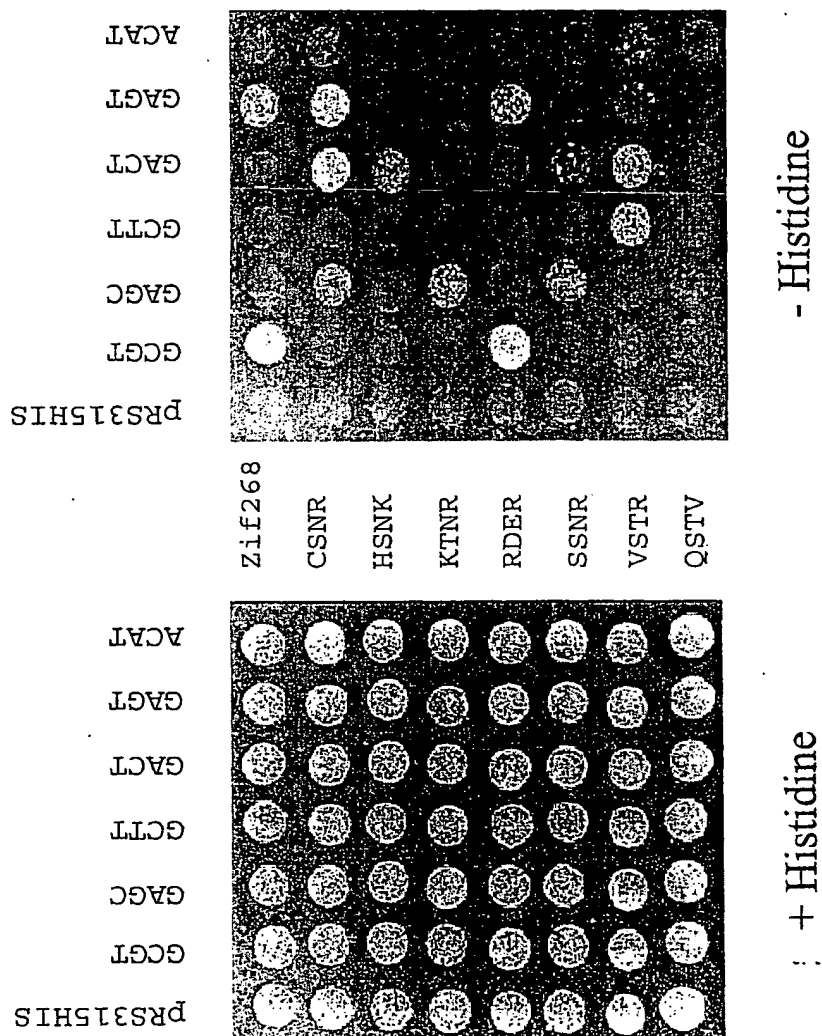 ACAT
GAGT
GACT
GCTT
GAGC
GCGT
pRS315HIS
- Histidine
Zif268
CSNR
HSNK
KTNR
RDER
SSNR
VSTR
QSTV
ACAT
GAGT
GACT
GCTT
GAGC
GCGT
pRS315HIS
+ Histidine